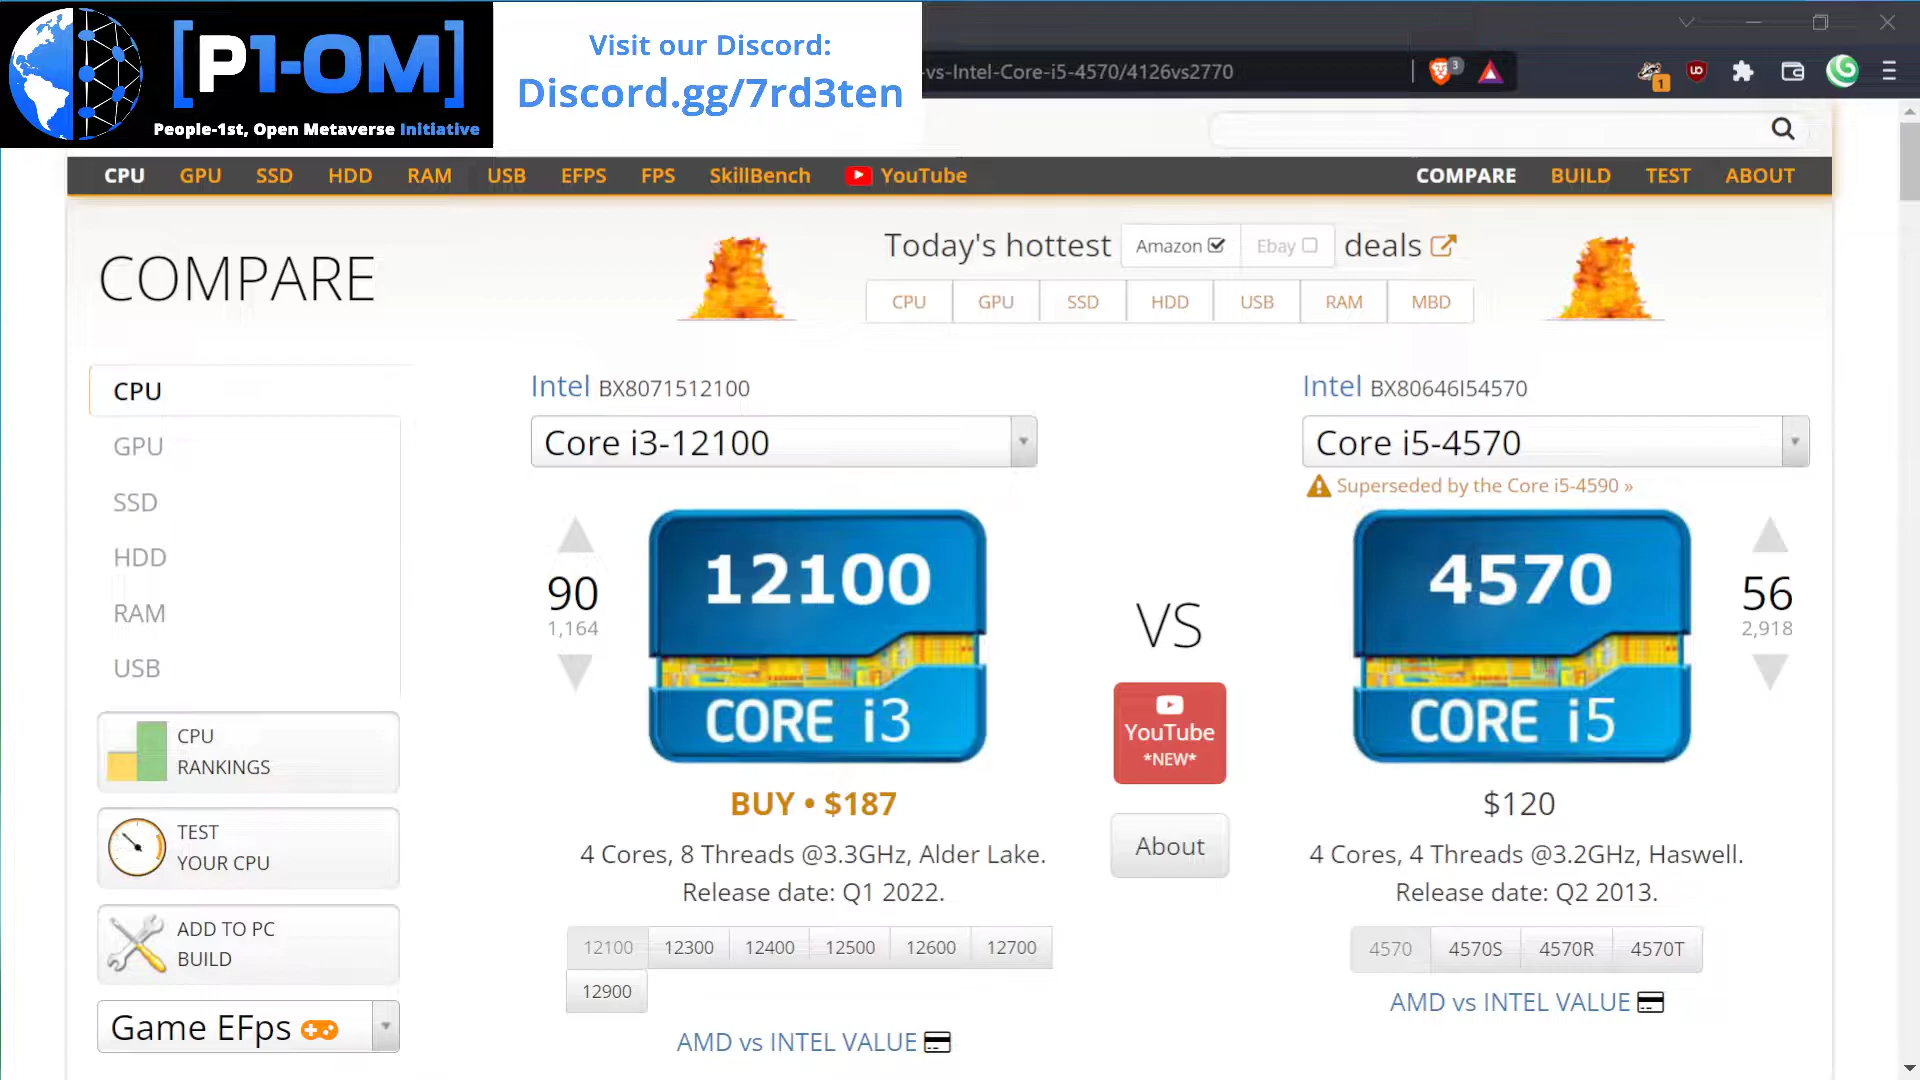 [P1-OM]
People-1st, Open Metaverse Initiative
Visit our Discord:
Discord.gg/7rd3ten
-vs-Intel-Core-i5-4570/4126vs2770
3
1
CPU GPU SSD HDD RAM USB EFPS FPS SkillBench YouTube COMPARE BUILD TEST ABOUT
COMPARE
Today's hottest Amazon Ebay deals
CPU GPU SSD HDD USB RAM MBD
CPU
GPU
SSD
HDD
RAM
USB
CPU
RANKINGS
TEST
YOUR CPU
ADD TO PC
BUILD
Game EFps
Intel BX8071512100
Core i3-12100
90
1,164
12100
CORE i3
BUY • $187
4 Cores, 8 Threads @3.3GHz, Alder Lake.
Release date: Q1 2022.
12100 12300 12400 12500 12600 12700
12900
AMD vs INTEL VALUE
VS
YouTube
*NEW*
About
Intel BX80646I54570
Core i5-4570
Superseded by the Core i5-4590 »
4570
CORE i5
56
2,918
$120
4 Cores, 4 Threads @3.2GHz, Haswell.
Release date: Q2 2013.
4570 4570S 4570R 4570T
AMD vs INTEL VALUE